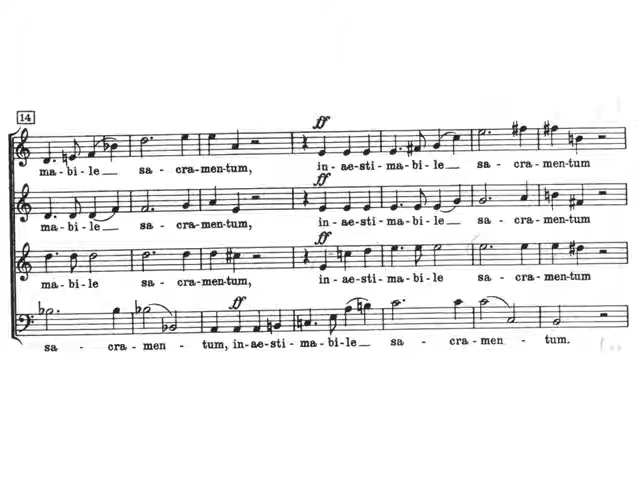 14
ff
ma-bi-le sa-cra-men-tum, in-ae-sti-ma-bi-le sa-cra-men-tum
ff
ma-bi-le sa-cra-men-tum, in-ae-sti-ma-bi-le sa-cra-men-tum
ff
ma-bi-le sa-cra-men-tum, in-ae-sti-ma-bi-le sa-cra-men-tum
ff
sa-cra-men-tum, in-ae-sti-ma-bi-le sa-cra-men-tum.